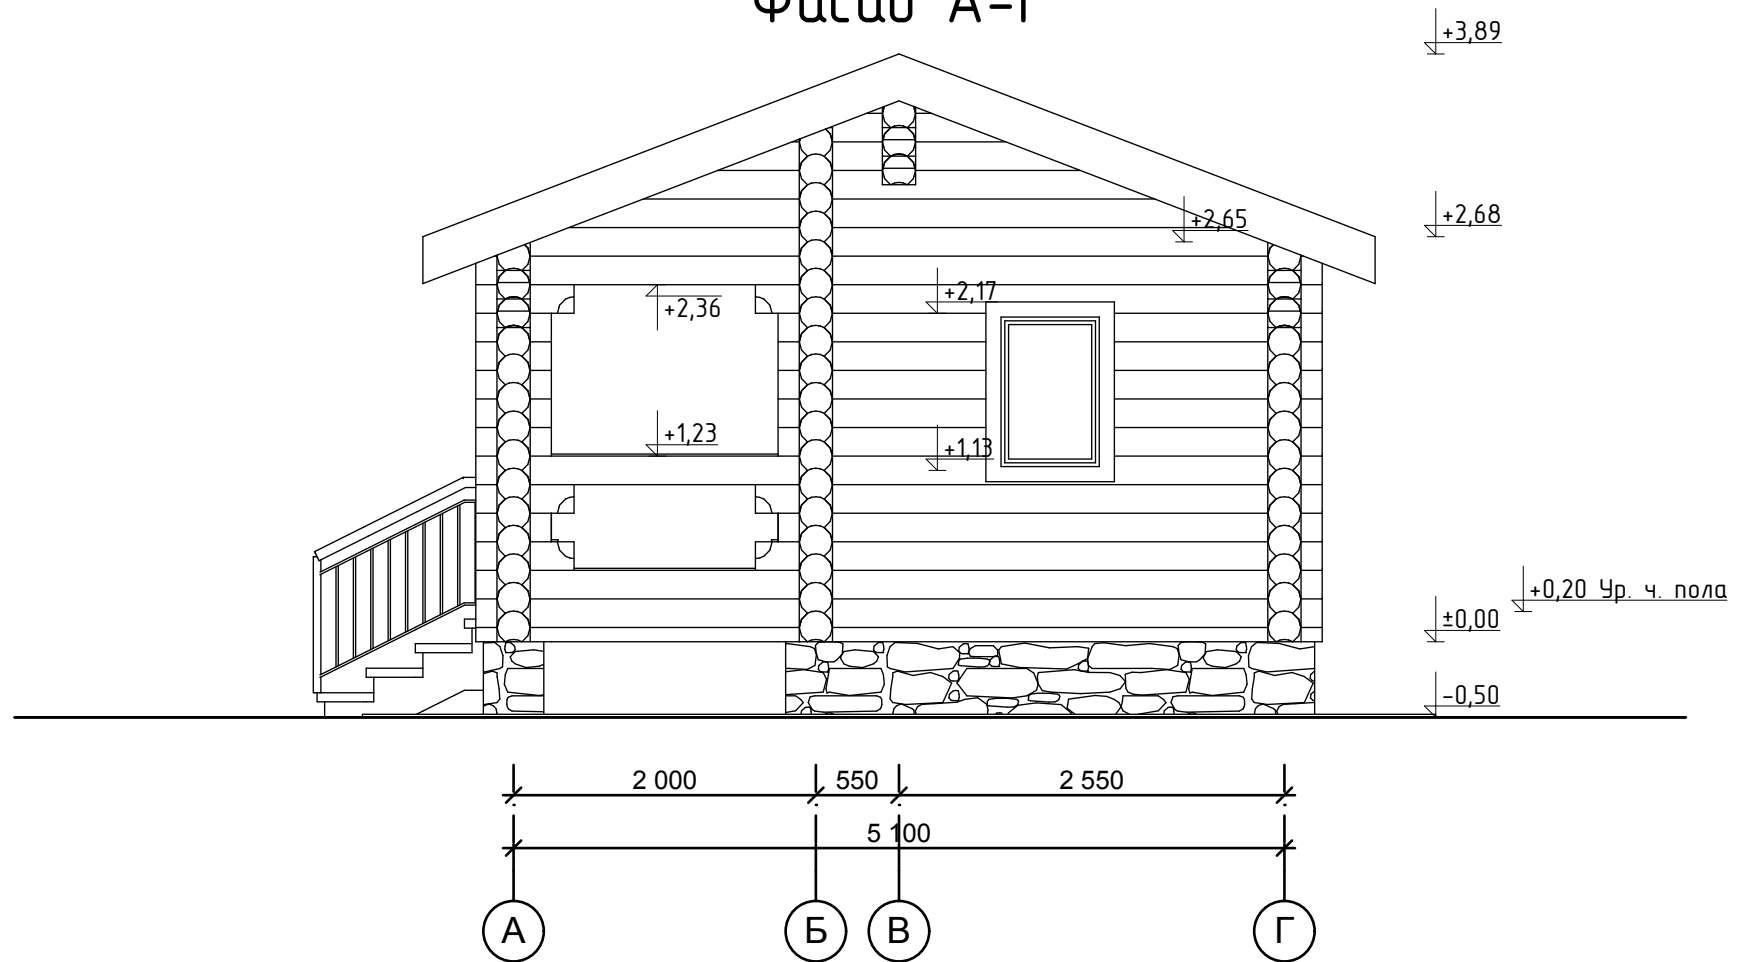 Фасад А-Г
+3,89
+2,68
+2,65
+2,17
+2,36
+1,23
+1,13
+0,20 Ур. ч. пола
±0,00
-0,50
2 000
550
2 550
5 100
А
Б
В
Г